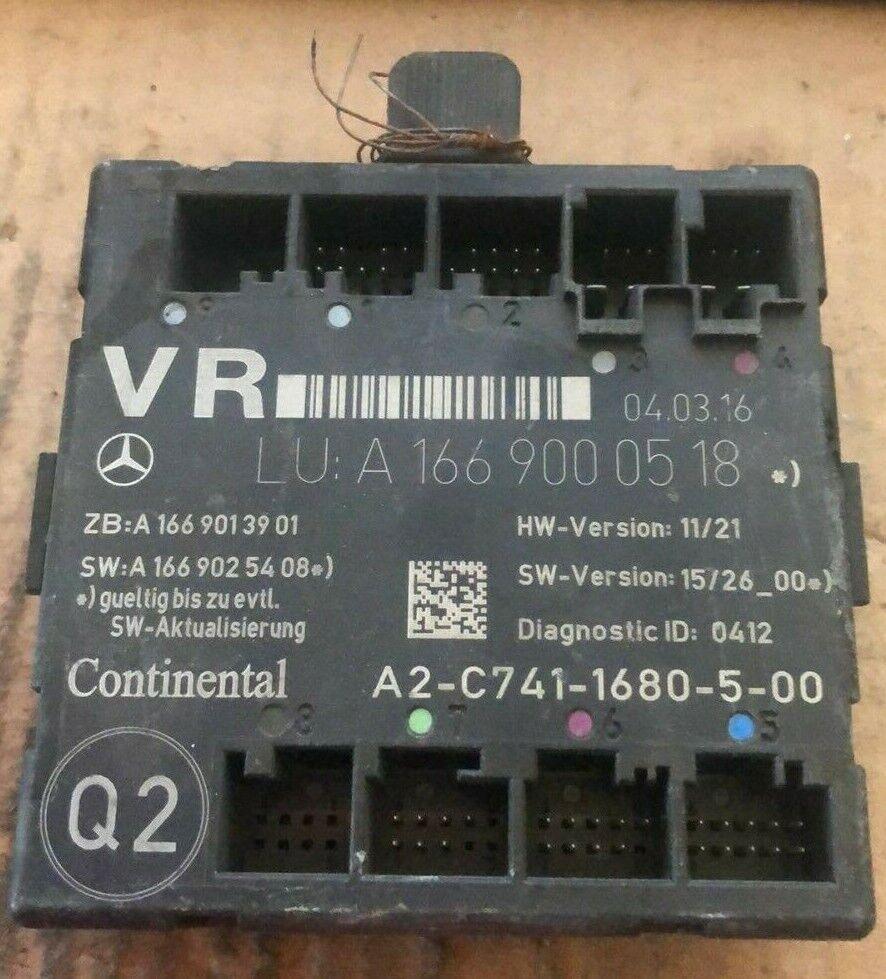 9 1 2
3 4
VR
04.03.16
LU: A 166 900 05 18 *)
ZB:A 166 901 39 01
HW-Version: 11/21
SW:A 166 902 54 08*)
SW-Version: 15/26_00*)
*) gueltig bis zu evtl.
SW-Aktualisierung
Diagnostic ID: 0412
Continental
A2-C741-1680-5-00
8 7 6 5
Q2